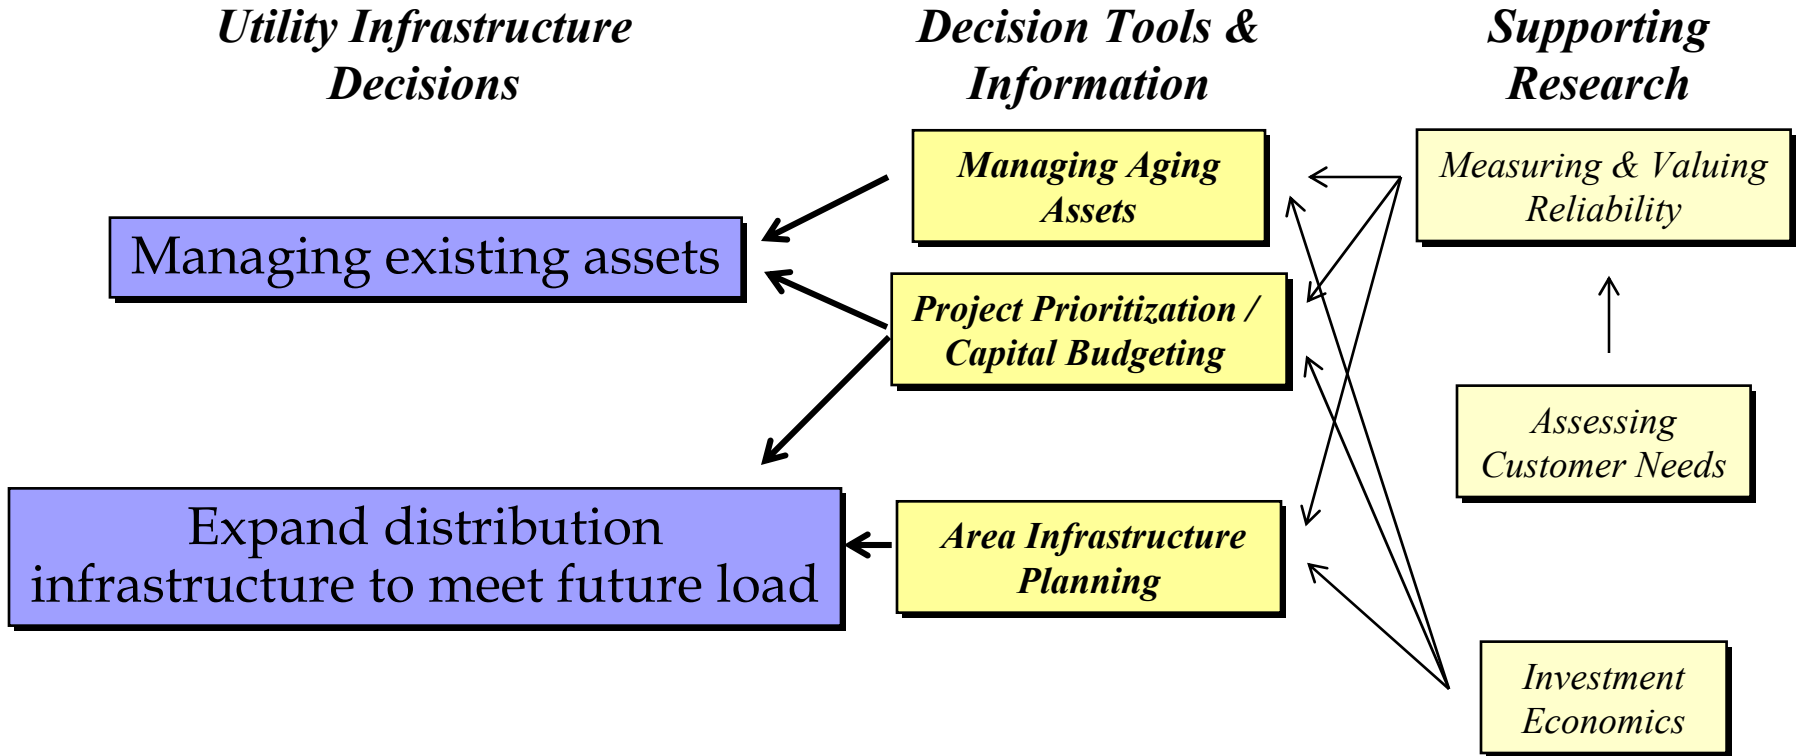 Utility Infrastructure
Decisions
Decision Tools &
Information
Supporting
Research
Managing Aging
Assets
Measuring & Valuing
Reliability
Managing existing assets
Project Prioritization /
Capital Budgeting
Assessing
Customer Needs
Expand distribution
infrastructure to meet future load
Area Infrastructure
Planning
Investment
Economics